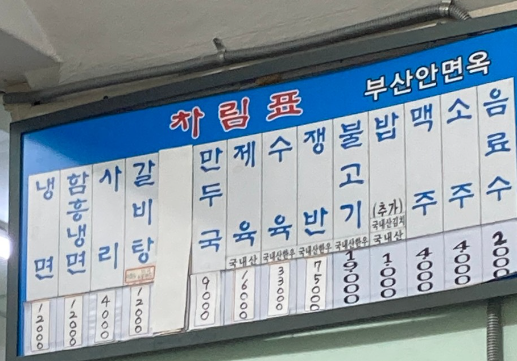 차림표 부산안면옥
냉면 12000
함흥냉면 12000
사리 4000
갈비탕 12000
만두국 9000
제육 국내산 16000
수육 국내산한우 33000
쟁반 국내산한우 75000
불고기 국내산한우 19000
밥 (추가) 국내산김치 국내산 1000
맥주 4000
소주 4000
음료수 2000